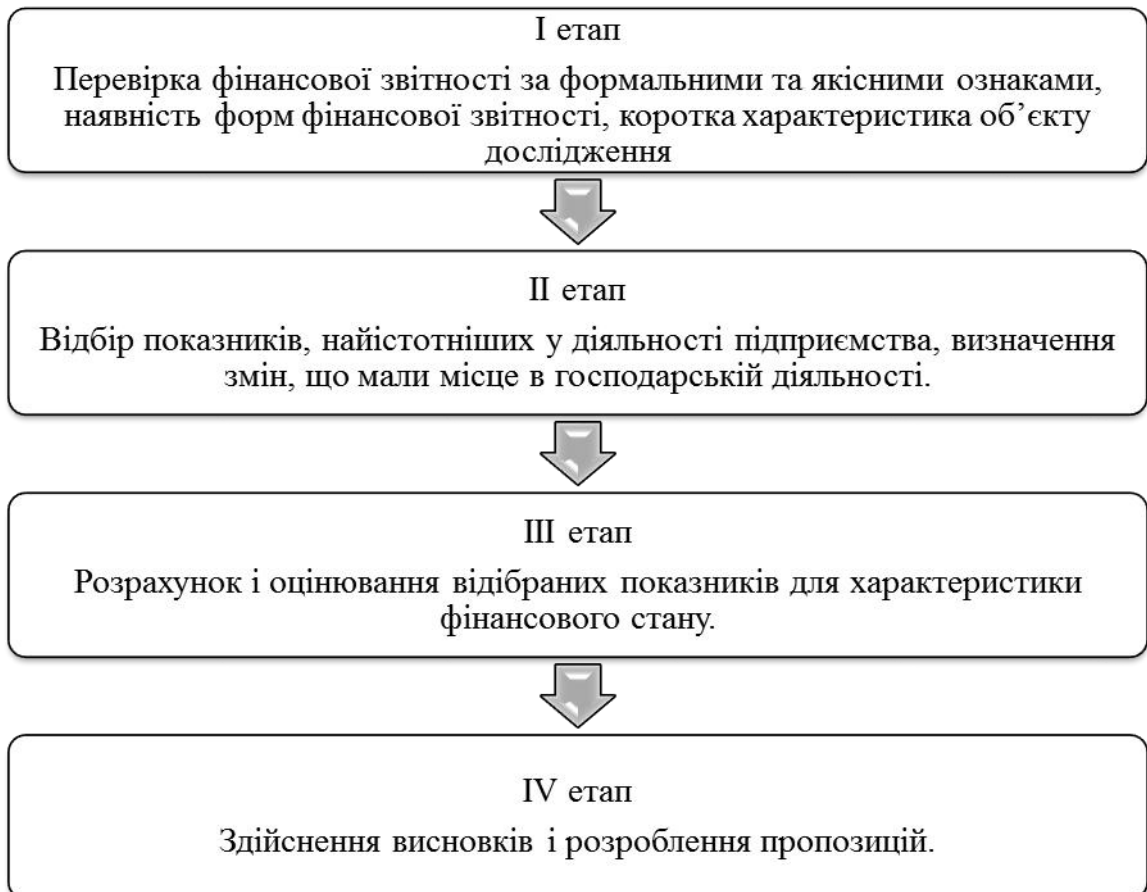 І етап
Перевірка фінансової звітності за формальними та якісними ознаками,
наявність форм фінансової звітності, коротка характеристика об’єкту
дослідження
ІІ етап
Відбір показників, найістотніших у діяльності підприємства, визначення
змін, що мали місце в господарській діяльності.
ІІІ етап
Розрахунок і оцінювання відібраних показників для характеристики
фінансового стану.
IV етап
Здійснення висновків і розроблення пропозицій.